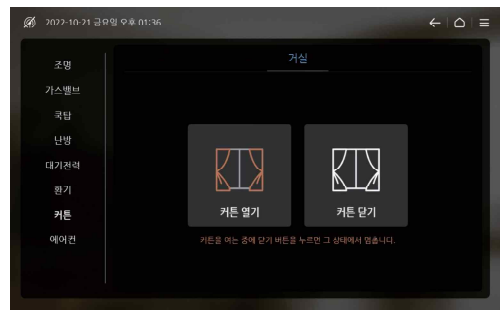 2022-10-21 금요일 오후 01:36
거실
조명
가스밸브
쿡탑
난방
대기전력
환기
커튼
에어컨
커튼 열기
커튼 닫기
커튼을 여는 중에 닫기 버튼을 누르면 그 상태에서 멈춥니다.